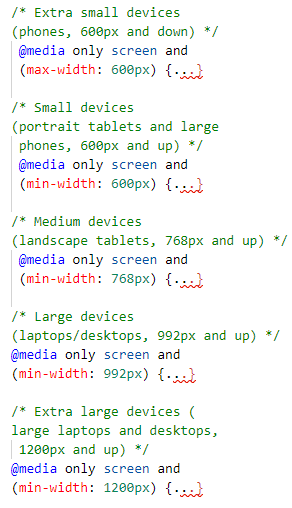 /* Extra small devices
(phones, 600px and down) */
@media only screen and
(max-width: 600px) {...}
/* Small devices
(portrait tablets and large
phones, 600px and up) */
@media only screen and
(min-width: 600px) {...}
/* Medium devices
(landscape tablets, 768px and up) */
@media only screen and
(min-width: 768px) {...}
/* Large devices
(laptops/desktops, 992px and up) */
@media only screen and
(min-width: 992px) {...}
/* Extra large devices (
large laptops and desktops,
1200px and up) */
@media only screen and
(min-width: 1200px) {...}